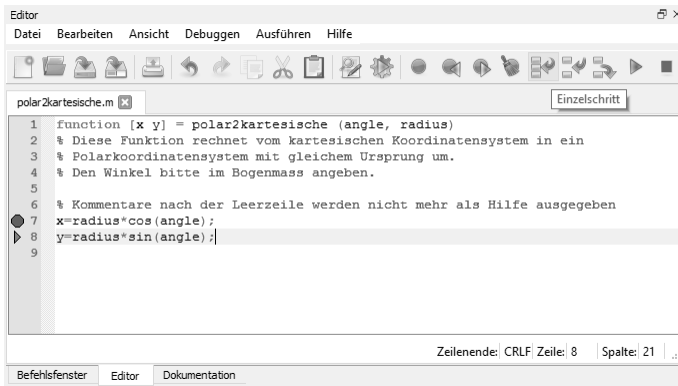 Editor
Datei Bearbeiten Ansicht Debuggen Ausführen Hilfe
polar2kartesische.m
Einzelschritt
1 function [x y] = polar2kartesische (angle, radius)
2 % Diese Funktion rechnet vom kartesischen Koordinatensystem in ein
3 % Polarkoordinatensystem mit gleichem Ursprung um.
4 % Den Winkel bitte im Bogenmass angeben.
5
6 % Kommentare nach der Leerzeile werden nicht mehr als Hilfe ausgegeben
7 x=radius*cos(angle);
8 y=radius*sin(angle);
9
Zeilenende: CRLF Zeile: 8 Spalte: 21
Befehlsfenster Editor Dokumentation